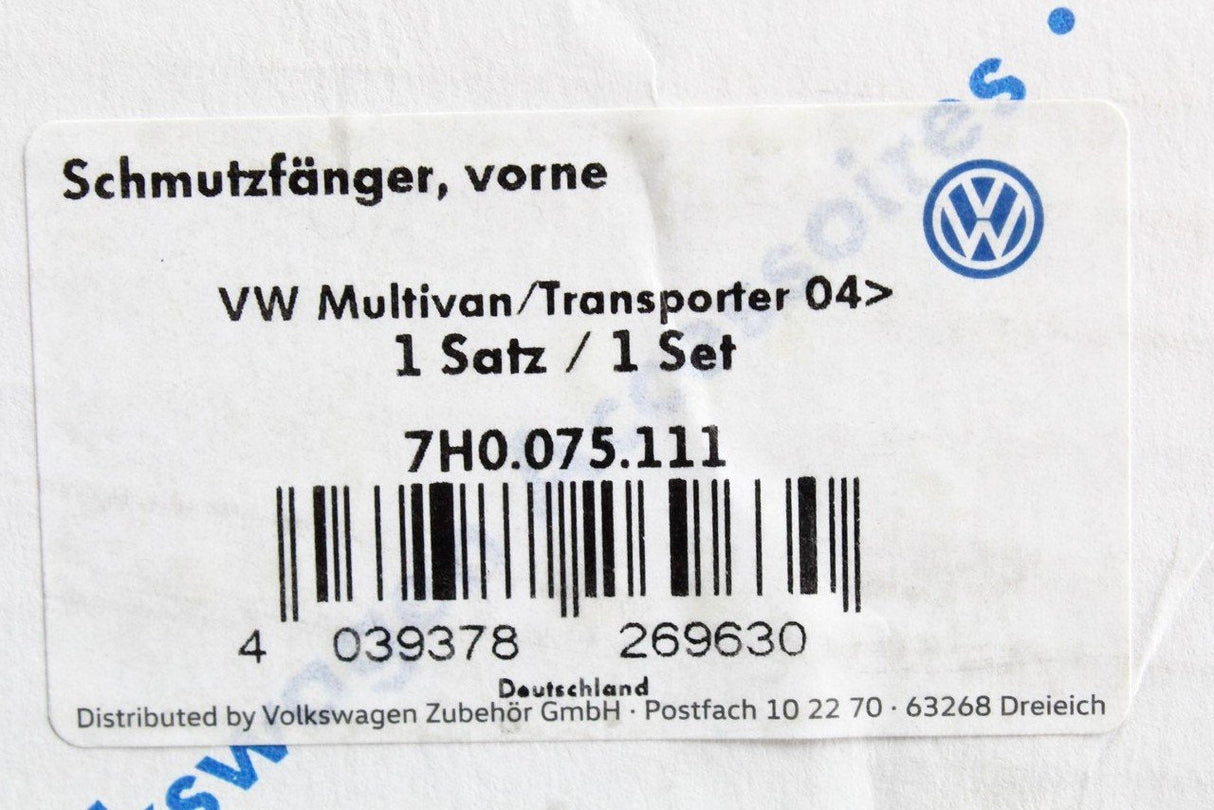 Schmutzfänger, vorne
VW Multivan/Transporter 04>
1 Satz / 1 Set
7H0.075.111
4 039378 269630
Deutschland
Distributed by Volkswagen Zubehör GmbH · Postfach 10 22 70 · 63268 Dreieich